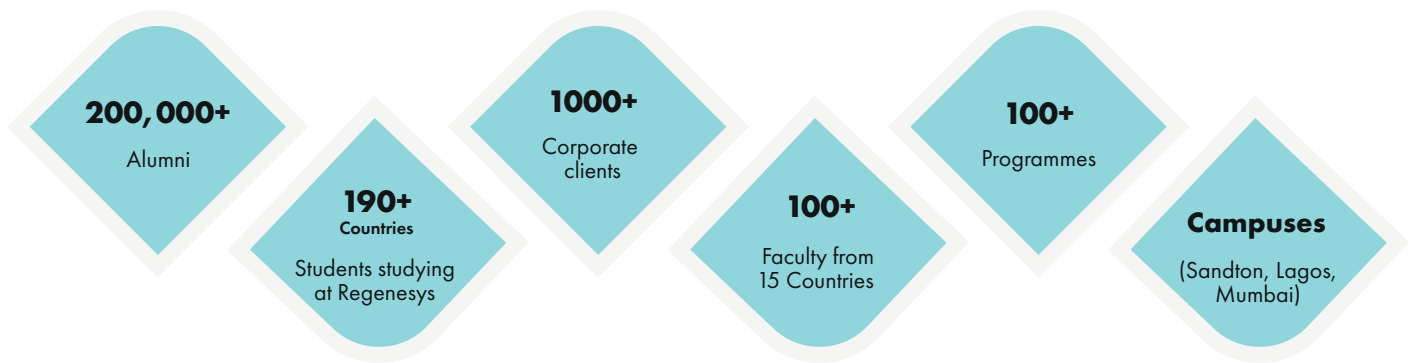 200,000+
Alumni
190+
Countries
Students studying
at Regenesys
1000+
Corporate
clients
100+
Faculty from
15 Countries
100+
Programmes
Campuses
(Sandton, Lagos,
Mumbai)